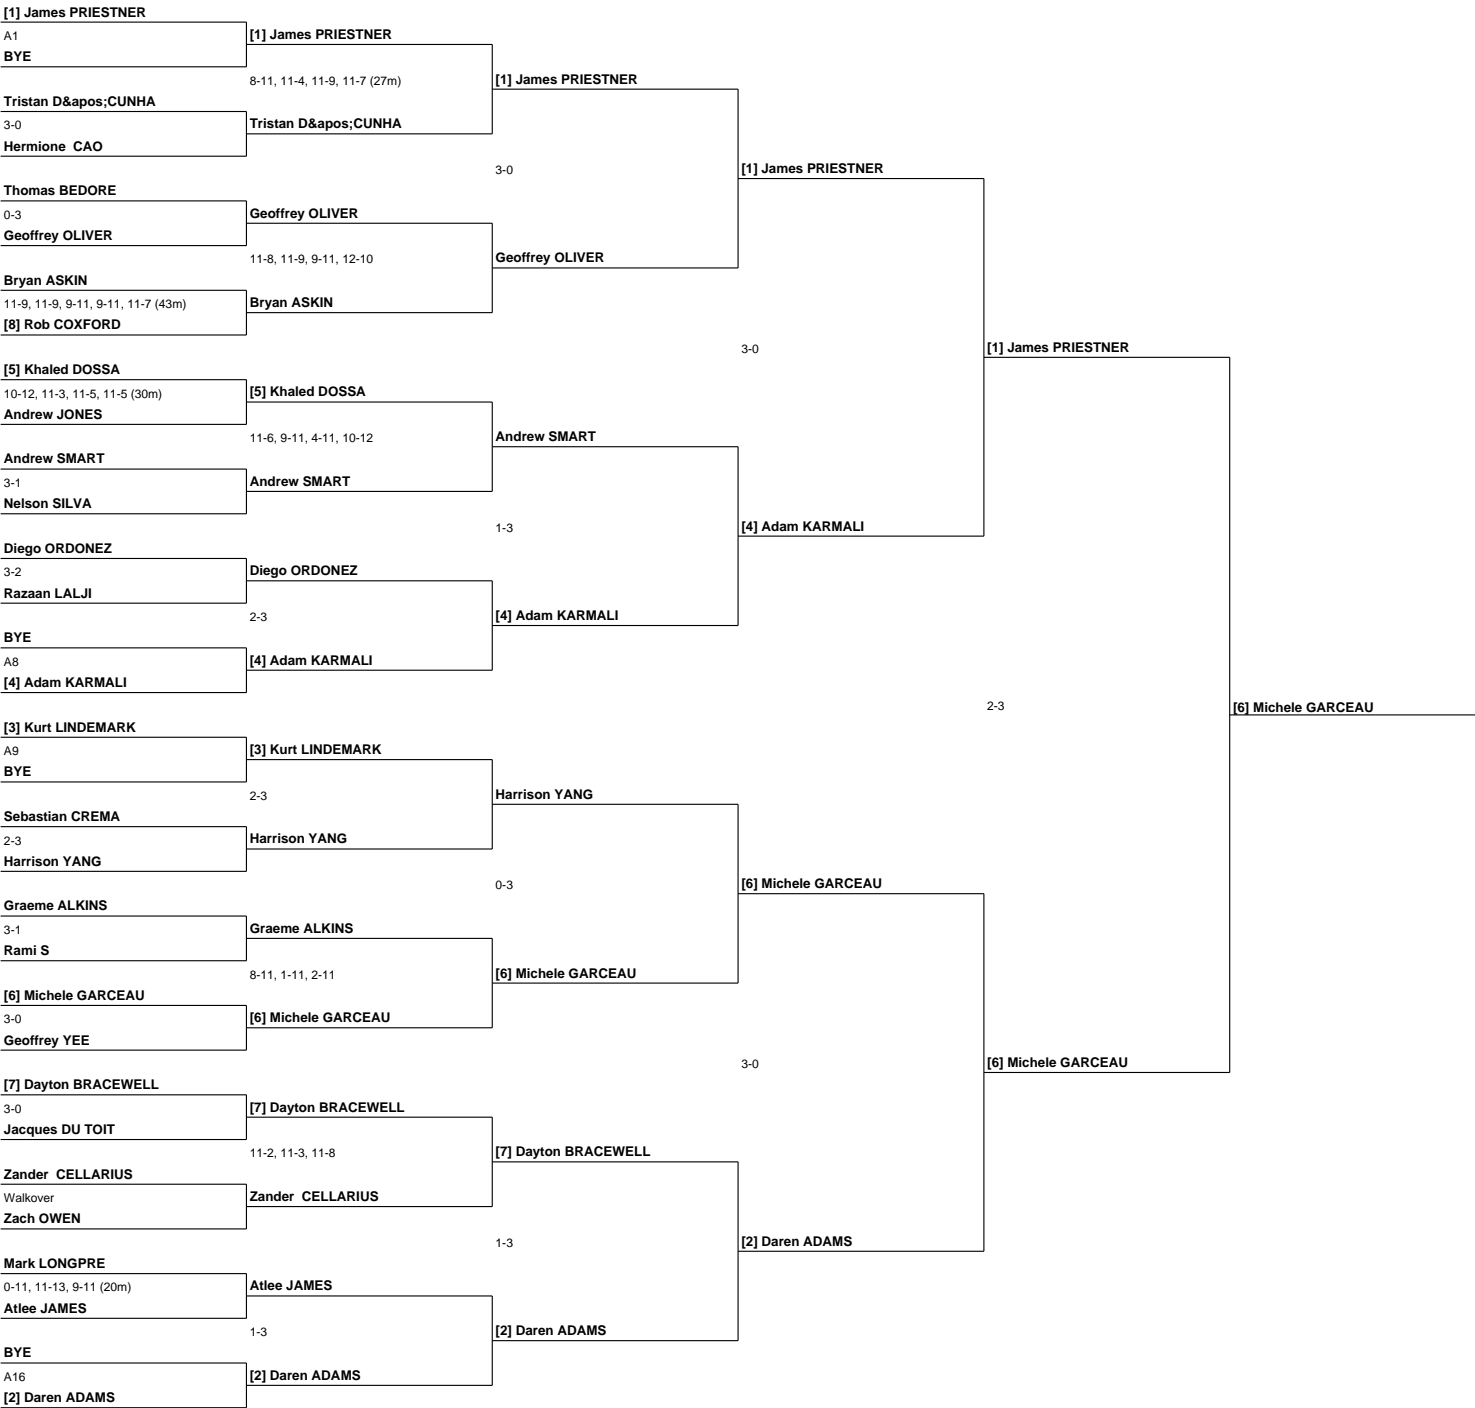 [1] James PRIESTNER
A1
BYE
Tristan D&apos;CUNHA
3-0
Hermione  CAO
Thomas BEDORE
0-3
Geoffrey OLIVER
Bryan ASKIN
11-9, 11-9, 9-11, 9-11, 11-7 (43m)
[8] Rob COXFORD
[5] Khaled DOSSA
10-12, 11-3, 11-5, 11-5 (30m)
Andrew JONES
Andrew SMART
3-1
Nelson SILVA
Diego ORDONEZ
3-2
Razaan LALJI
BYE
A8
[4] Adam KARMALI
[3] Kurt LINDEMARK
A9
BYE
Sebastian CREMA
2-3
Harrison YANG
Graeme ALKINS
3-1
Rami S
[6] Michele GARCEAU
3-0
Geoffrey YEE
[7] Dayton BRACEWELL
3-0
Jacques DU TOIT
Zander  CELLARIUS
Walkover
Zach OWEN
Mark LONGPRE
0-11, 11-13, 9-11 (20m)
Atlee JAMES
BYE
A16
[2] Daren ADAMS
[1] James PRIESTNER
8-11, 11-4, 11-9, 11-7 (27m)
Tristan D&apos;CUNHA
Geoffrey OLIVER
11-8, 11-9, 9-11, 12-10
Bryan ASKIN
[5] Khaled DOSSA
11-6, 9-11, 4-11, 10-12
Andrew SMART
Diego ORDONEZ
2-3
[4] Adam KARMALI
[3] Kurt LINDEMARK
2-3
Harrison YANG
Graeme ALKINS
8-11, 1-11, 2-11
[6] Michele GARCEAU
[7] Dayton BRACEWELL
11-2, 11-3, 11-8
Zander  CELLARIUS
Atlee JAMES
1-3
[2] Daren ADAMS
[1] James PRIESTNER
3-0
Geoffrey OLIVER
Andrew SMART
1-3
[4] Adam KARMALI
Harrison YANG
0-3
[6] Michele GARCEAU
[7] Dayton BRACEWELL
1-3
[2] Daren ADAMS
[1] James PRIESTNER
3-0
[4] Adam KARMALI
[6] Michele GARCEAU
3-0
[2] Daren ADAMS
[1] James PRIESTNER
2-3
[6] Michele GARCEAU
[6] Michele GARCEAU